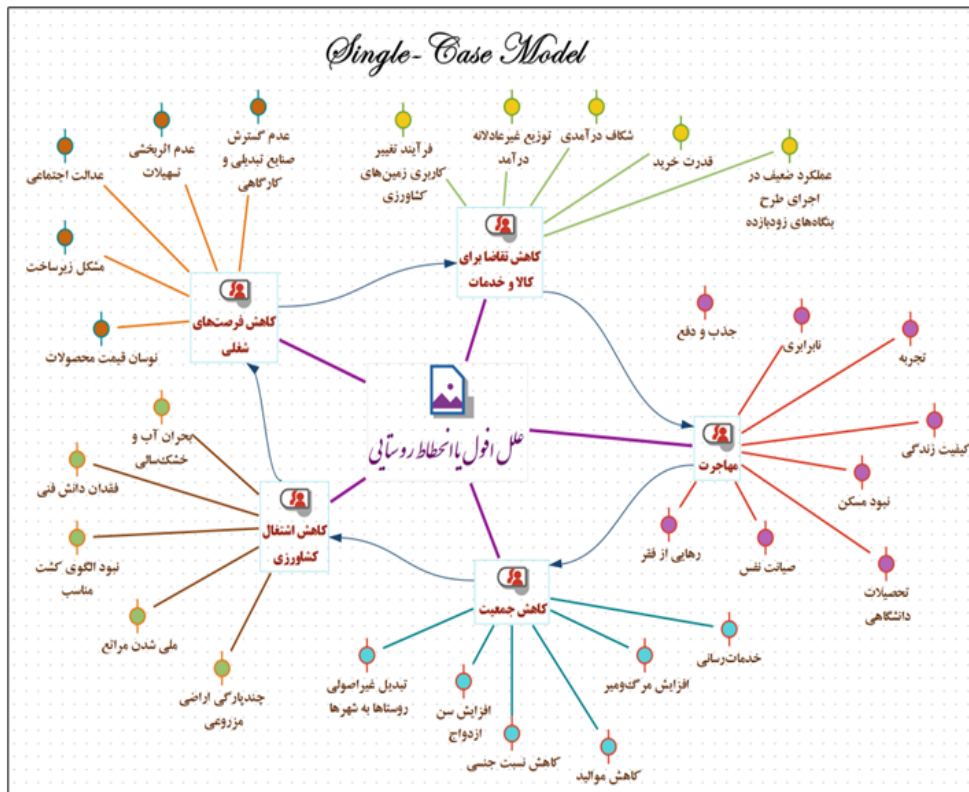 Single-Case Model
عدم گسترش
صنایع تبدیلی و
کارگاهی
عدم اثربخشی
تسهیلات
عدالت اجتماعی
مشکل زیرساخت
نوسان قیمت محصولات
کاهش فرصت‌های
شغلی
فرآیند تغییر
کاربری زمین‌های
کشاورزی
توزیع غیرعادلانه
درآمد
شکاف درآمدی
قدرت خرید
عملکرد ضعیف در
اجرای طرح
بنگاه‌های زودبازده
کاهش تقاضا برای
کالا و خدمات
جذب و دفع
نابرابری
تجربه
کیفیت زندگی
نبود مسکن
تحصیلات
دانشگاهی
صیانت نفس
رهایی از فقر
مهاجرت
علل افول یا انحطاط روستایی
بحران آب و
خشک‌سالی
فقدان دانش فنی
نبود الگوی کشت
مناسب
ملی شدن مراتع
چندپارگی اراضی
مزروعی
کاهش اشتغال
کشاورزی
کاهش جمعیت
خدمات‌رسانی
افزایش مرگ‌ومیر
کاهش موالید
کاهش نسبت جنسی
افزایش سن
ازدواج
تبدیل غیراصولی
روستاها به شهرها